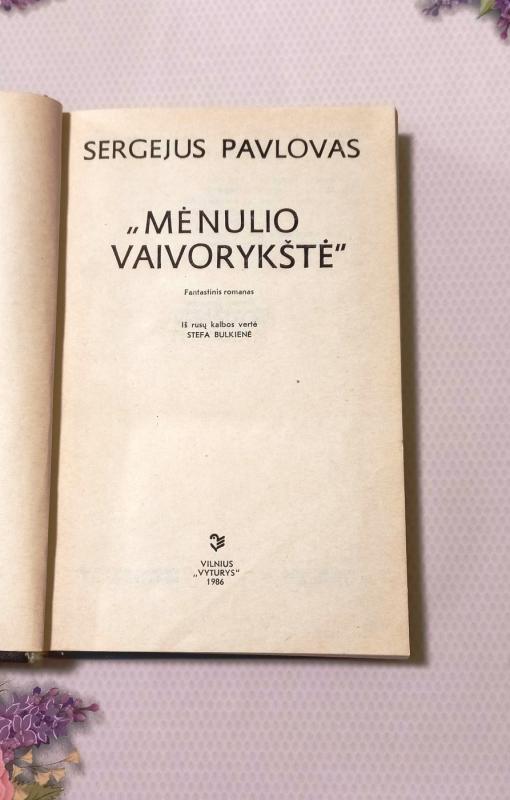 SERGEJUS PAVLOVAS
„MĖNULIO
VAIVORYKŠTĖ“
Fantastinis romanas
Iš rusų kalbos vertė
STEFA BULKIENĖ
VILNIUS
„VYTURYS“
1986